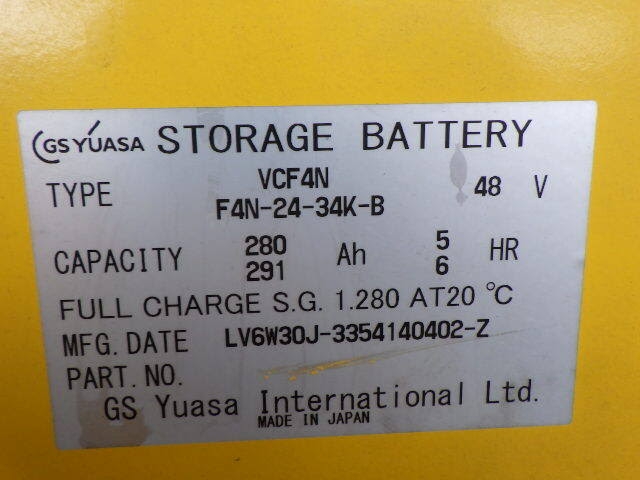 GS YUASA STORAGE BATTERY
TYPE VCF4N 48 V
F4N-24-34K-B
CAPACITY 280 Ah 5 HR
291 6
FULL CHARGE S.G. 1.280 AT20 ℃
MFG. DATE LV6W30J-3354140402-Z
PART. NO.
GS Yuasa International Ltd.
MADE IN JAPAN